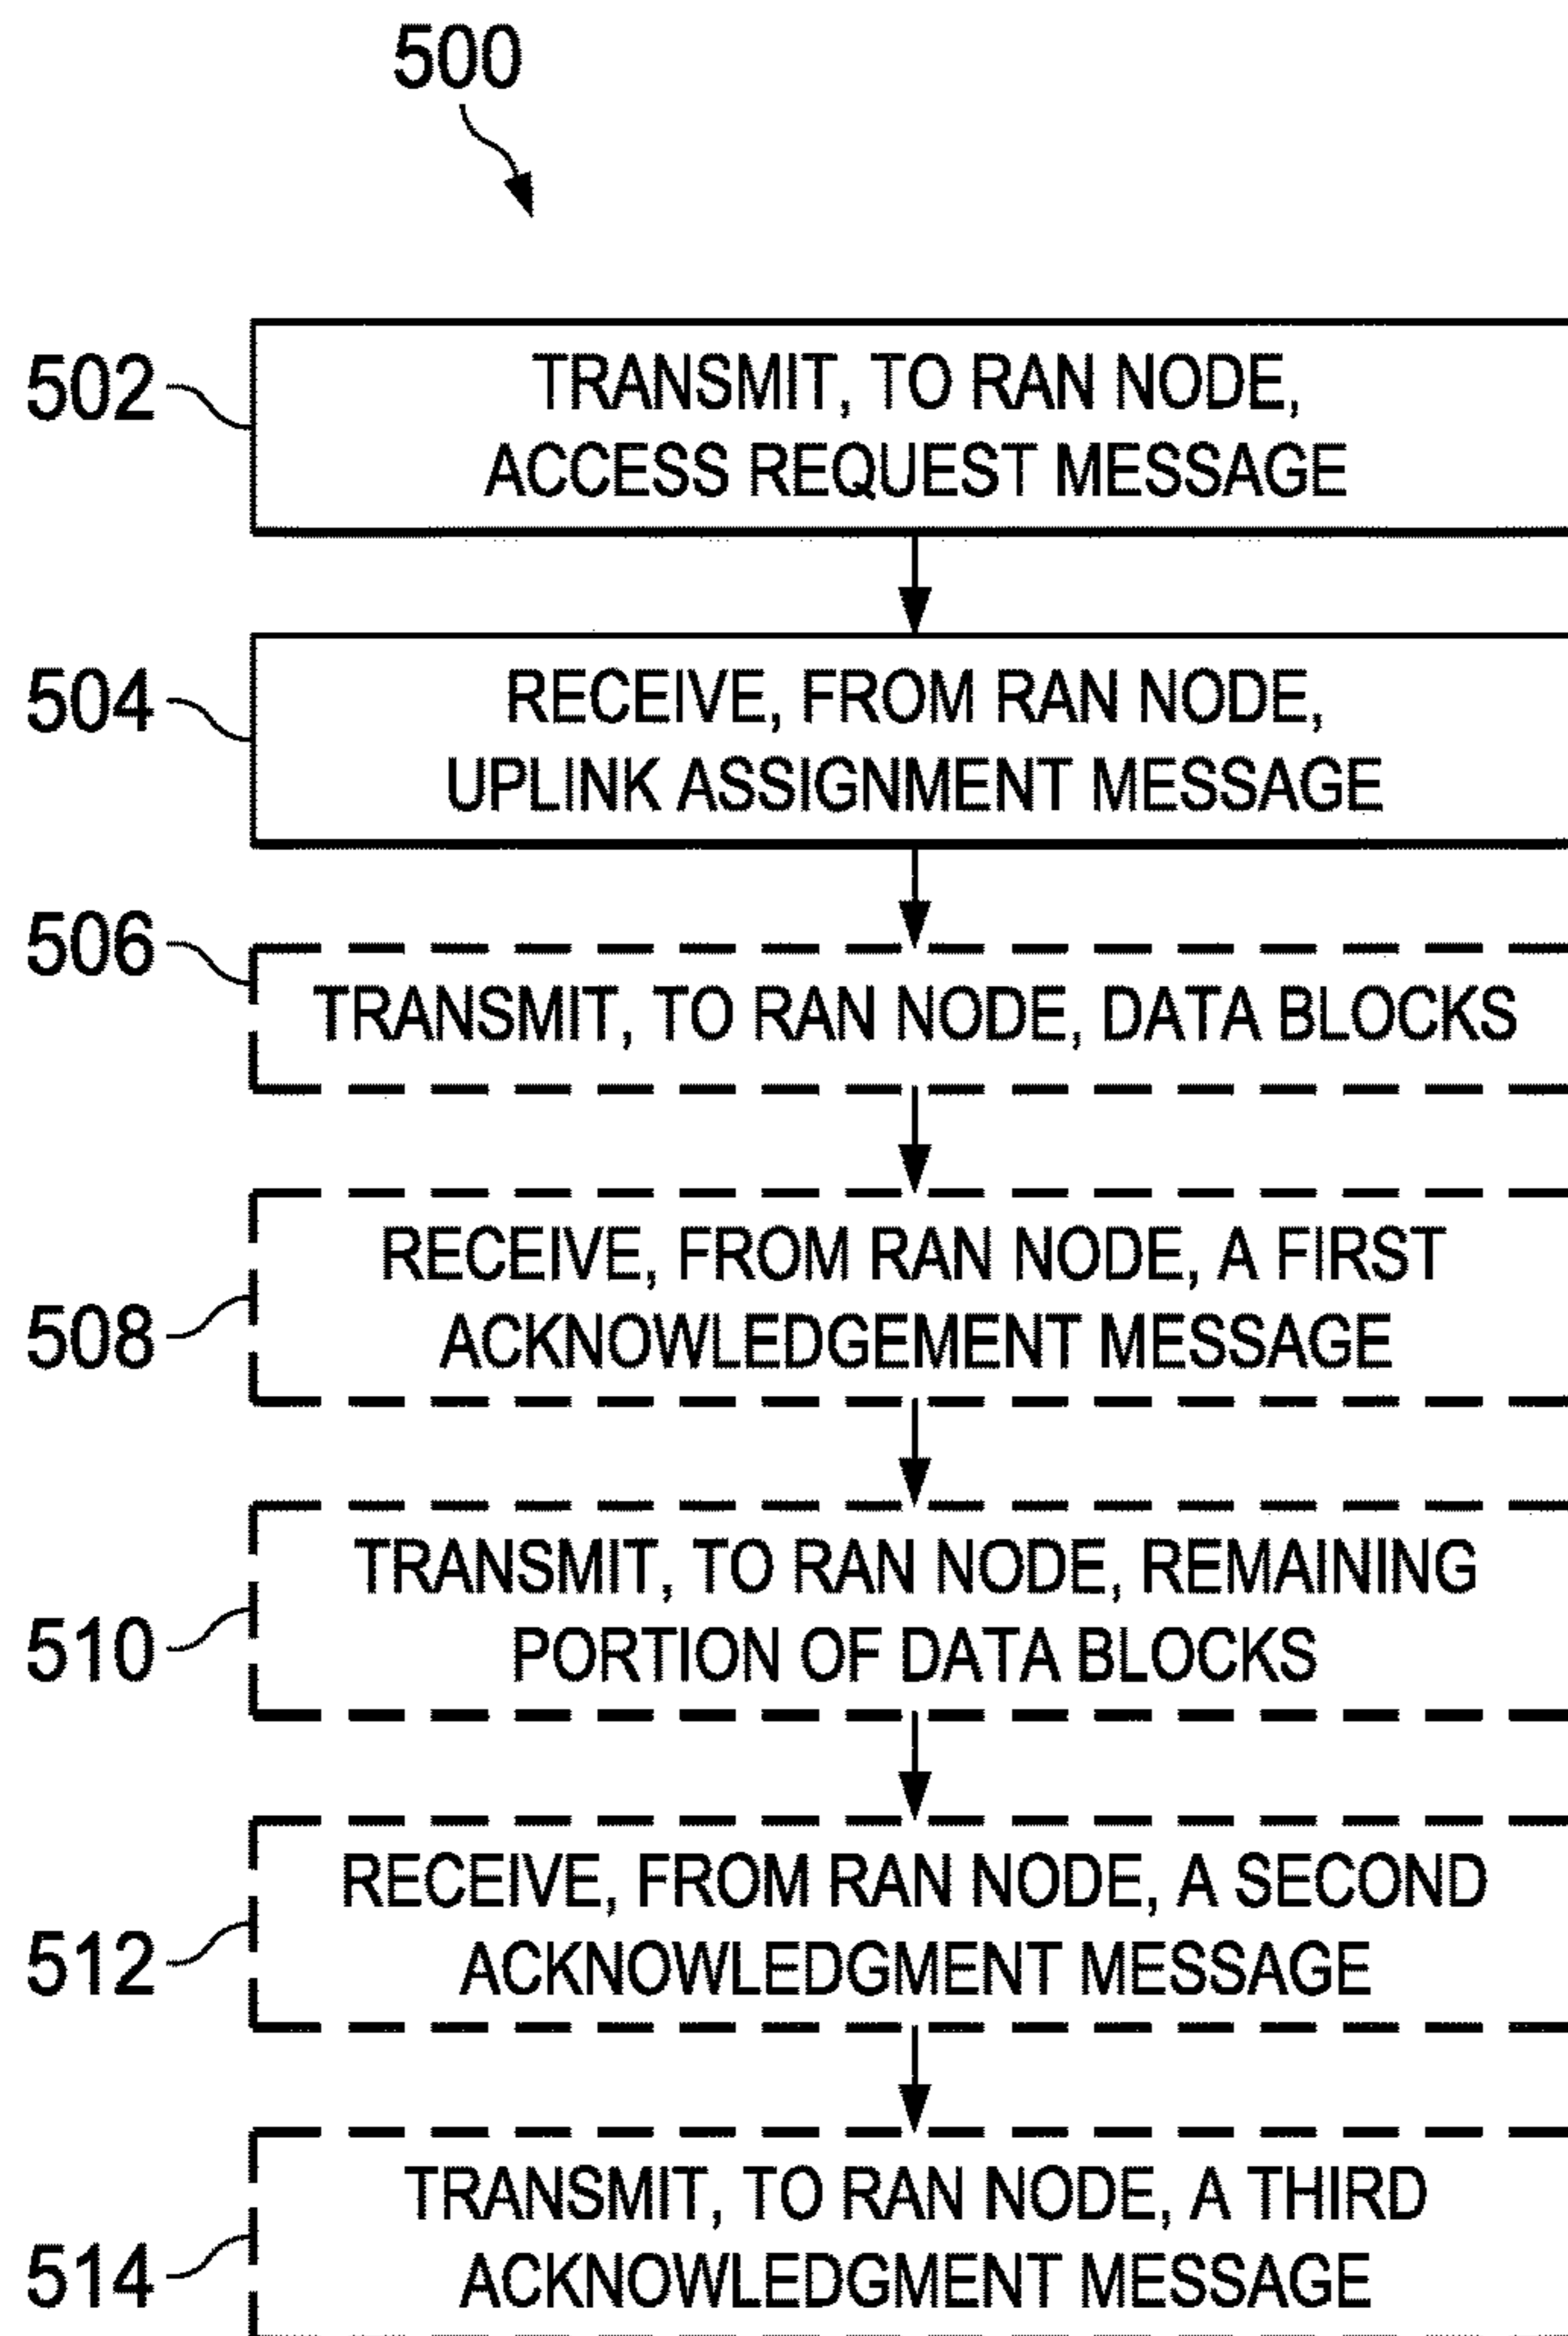 500
502
TRANSMIT, TO RAN NODE,
ACCESS REQUEST MESSAGE
504
RECEIVE, FROM RAN NODE,
UPLINK ASSIGNMENT MESSAGE
506
TRANSMIT, TO RAN NODE, DATA BLOCKS
508
RECEIVE, FROM RAN NODE, A FIRST
ACKNOWLEDGEMENT MESSAGE
510
TRANSMIT, TO RAN NODE, REMAINING
PORTION OF DATA BLOCKS
512
RECEIVE, FROM RAN NODE, A SECOND
ACKNOWLEDGMENT MESSAGE
514
TRANSMIT, TO RAN NODE, A THIRD
ACKNOWLEDGMENT MESSAGE